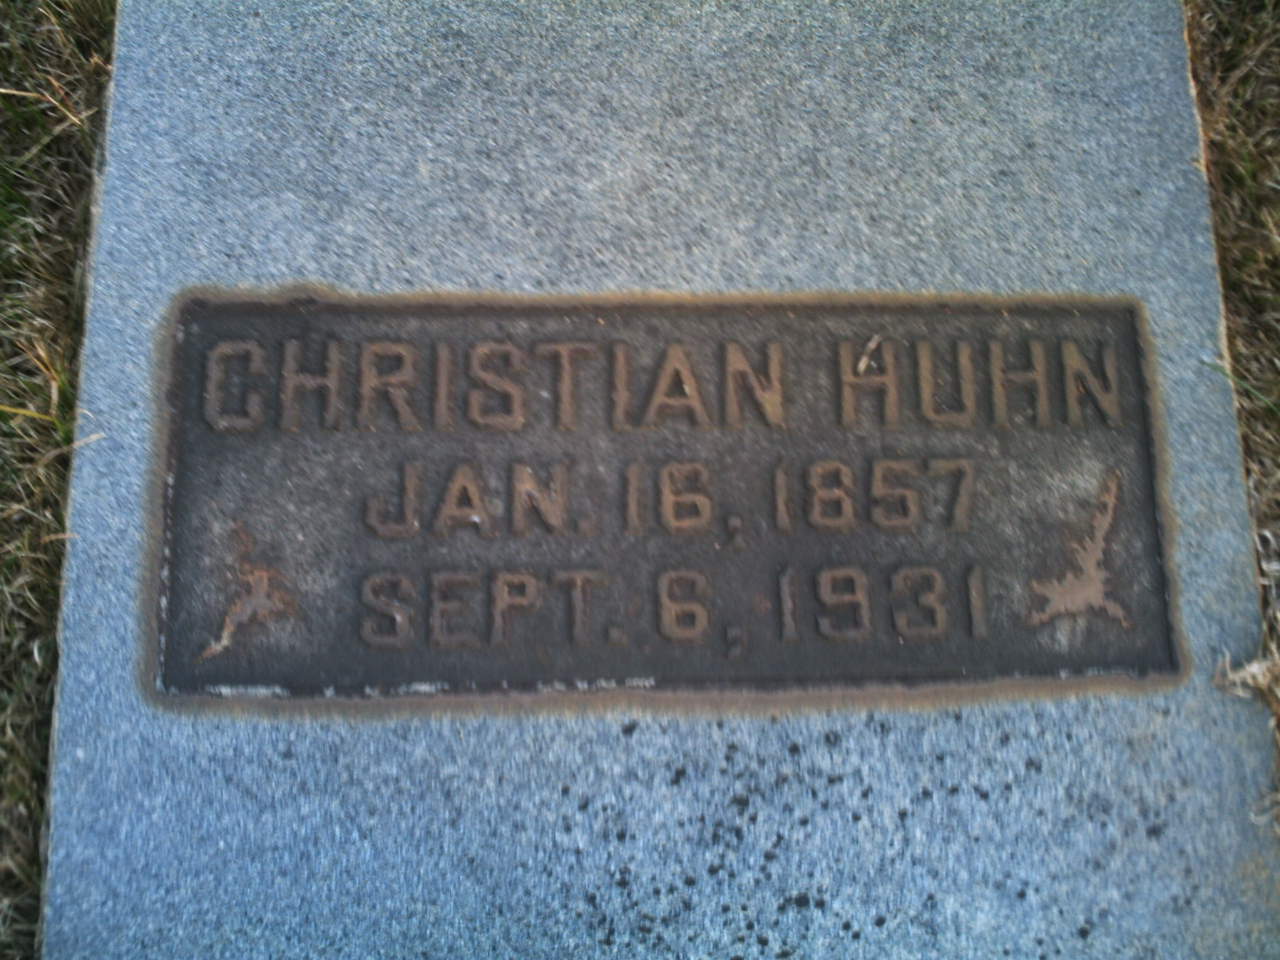 CHRISTIAN HUHN
JAN. 16, 1857
SEPT. 6, 1931